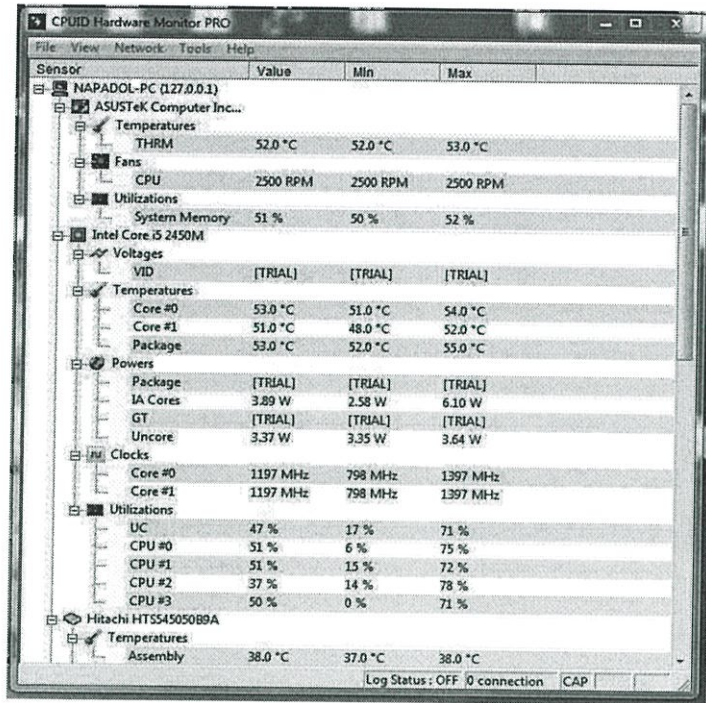 CPUID Hardware Monitor PRO
File View Network Tools Help
Sensor Value Min Max
NAPADOL-PC (127.0.0.1)
ASUSTeK Computer Inc...
Temperatures
THRM 52.0 °C 52.0 °C 53.0 °C
Fans
CPU 2500 RPM 2500 RPM 2500 RPM
Utilizations
System Memory 51 % 50 % 52 %
Intel Core i5 2450M
Voltages
VID [TRIAL] [TRIAL] [TRIAL]
Temperatures
Core #0 53.0 °C 51.0 °C 54.0 °C
Core #1 51.0 °C 48.0 °C 52.0 °C
Package 53.0 °C 52.0 °C 55.0 °C
Powers
Package [TRIAL] [TRIAL] [TRIAL]
IA Cores 3.89 W 2.58 W 6.10 W
GT [TRIAL] [TRIAL] [TRIAL]
Uncore 3.37 W 3.35 W 3.64 W
Clocks
Core #0 1197 MHz 798 MHz 1397 MHz
Core #1 1197 MHz 798 MHz 1397 MHz
Utilizations
UC 47 % 17 % 71 %
CPU #0 51 % 6 % 75 %
CPU #1 51 % 15 % 72 %
CPU #2 37 % 14 % 78 %
CPU #3 50 % 0 % 71 %
Hitachi HTS545050B9A
Temperatures
Assembly 38.0 °C 37.0 °C 38.0 °C
Log Status : OFF 0 connection CAP